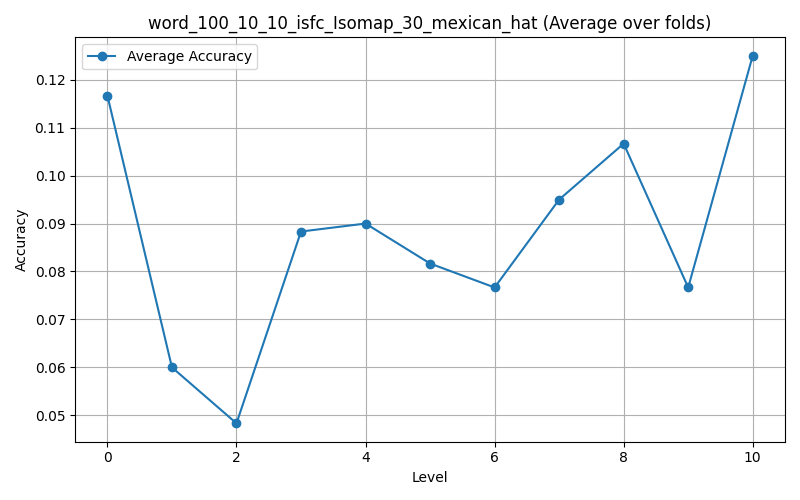 word_100_10_10_isfc_Isomap_30_mexican_hat (Average over folds)
Average Accuracy
0.12
0.11
0.10
0.09
0.08
0.07
0.06
0.05
Accuracy
0 2 4 6 8 10
Level